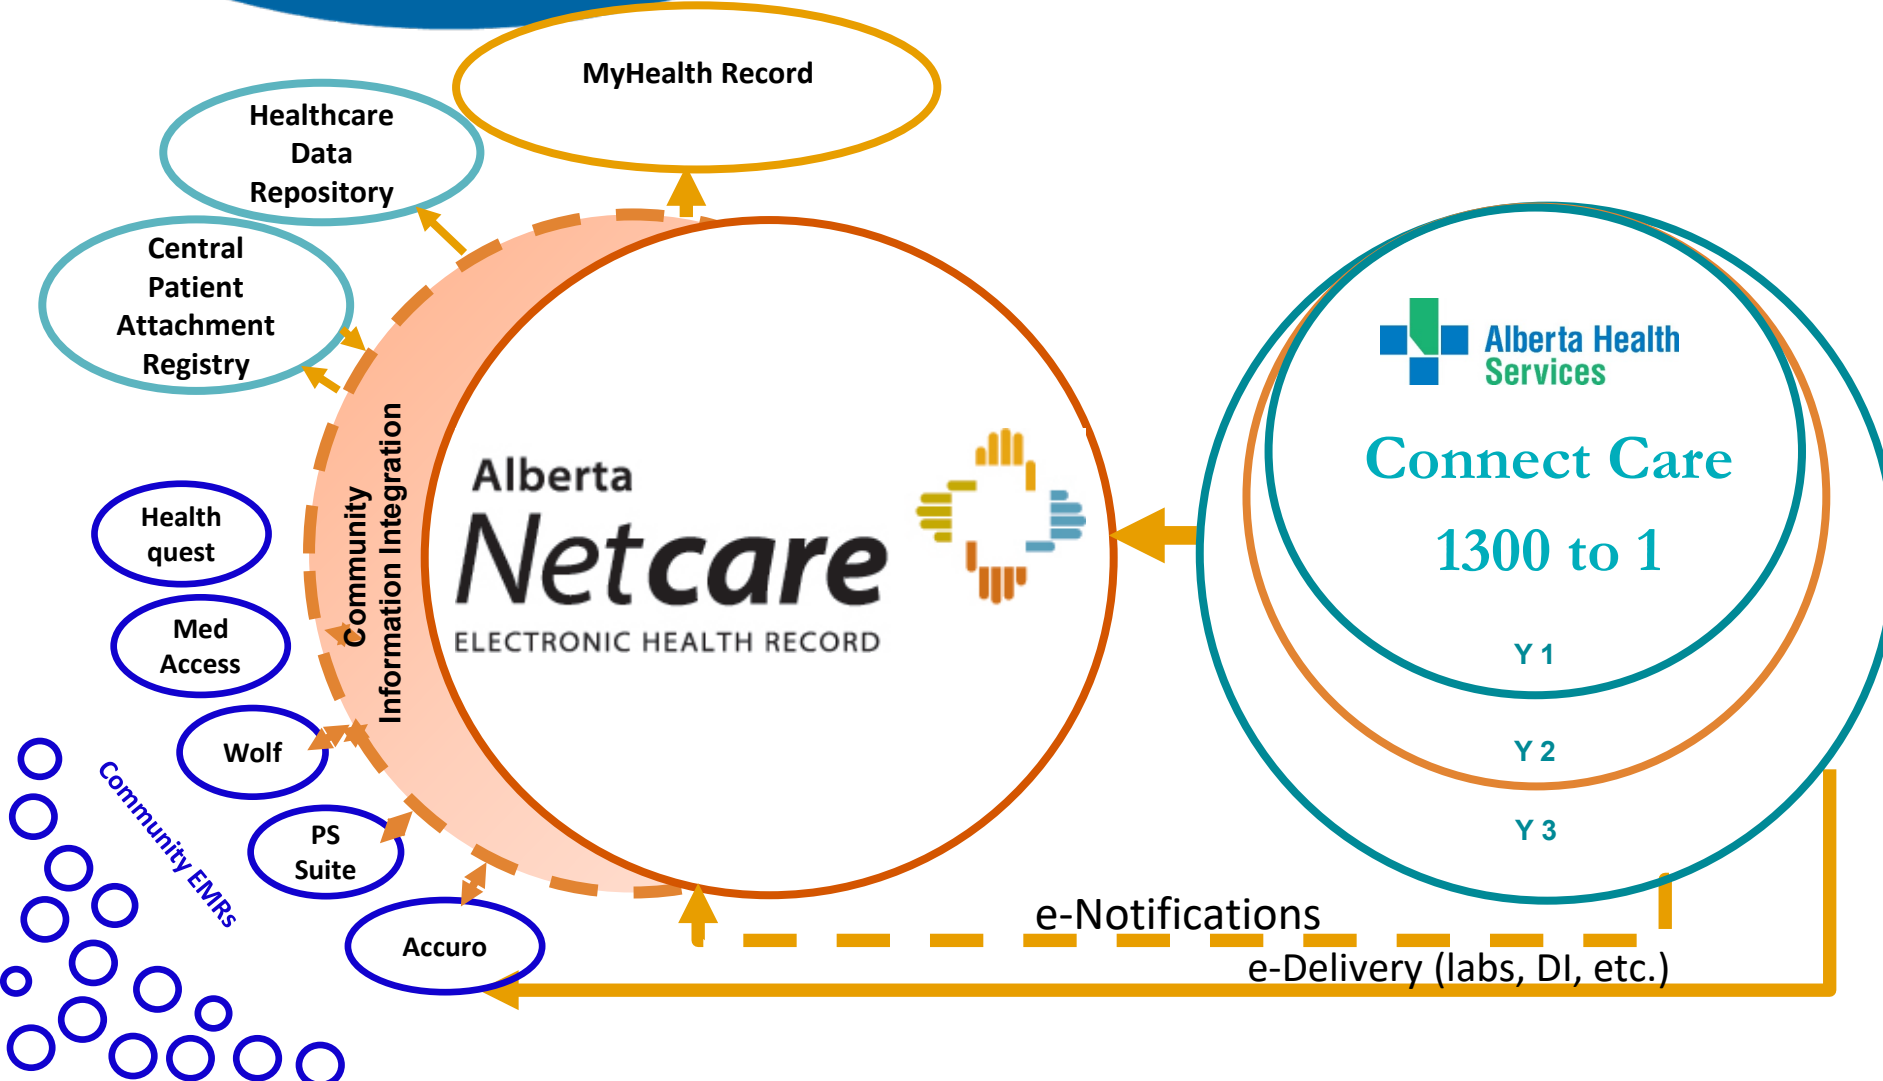 MyHealth Record
Healthcare
Data
Repository
Central
Patient
Attachment
Registry
Community
Information Integration
Alberta
Netcare
ELECTRONIC HEALTH RECORD
Alberta Health
Services
Connect Care
1300 to 1
Y 1
Y 2
Y 3
Health
quest
Med
Access
Wolf
PS
Suite
Accuro
Community EMRs
e-Notifications
e-Delivery (labs, DI, etc.)